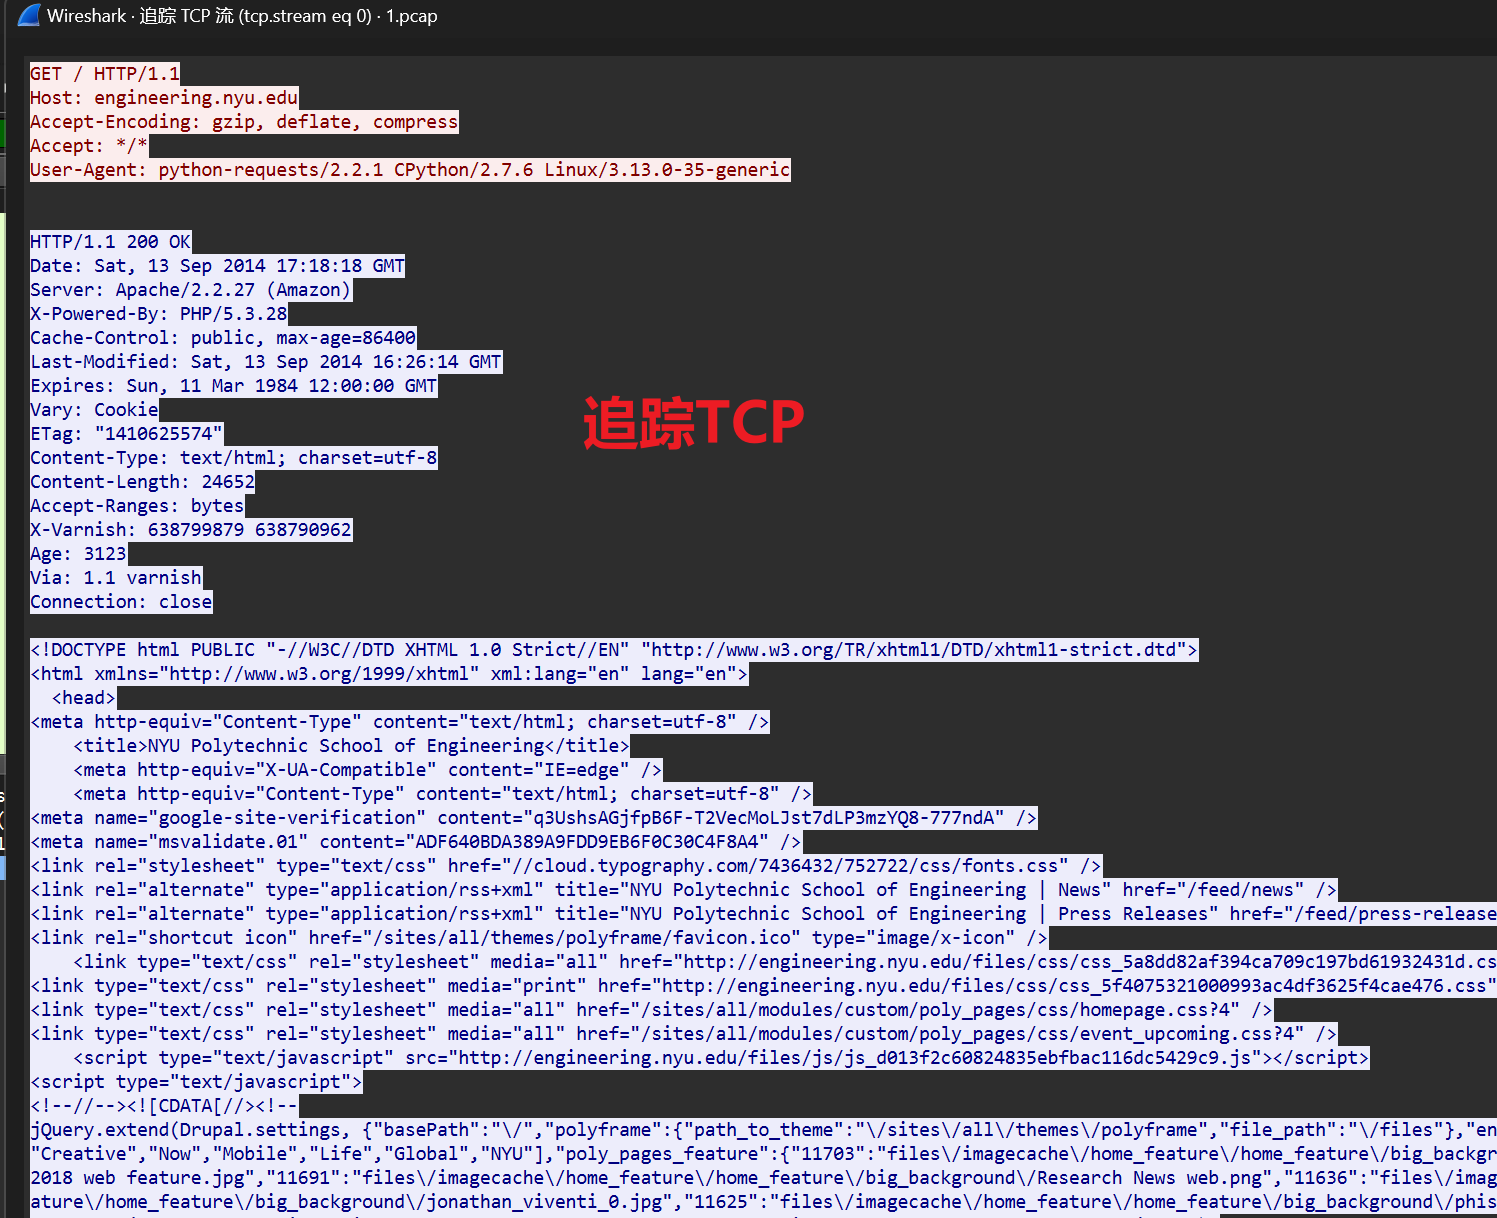 Wireshark · 追踪 TCP 流 (tcp.stream eq 0) · 1.pcap
GET / HTTP/1.1
Host: engineering.nyu.edu
Accept-Encoding: gzip, deflate, compress
Accept: */*
User-Agent: python-requests/2.2.1 CPython/2.7.6 Linux/3.13.0-35-generic
HTTP/1.1 200 OK
Date: Sat, 13 Sep 2014 17:18:18 GMT
Server: Apache/2.2.27 (Amazon)
X-Powered-By: PHP/5.3.28
Cache-Control: public, max-age=86400
Last-Modified: Sat, 13 Sep 2014 16:26:14 GMT
Expires: Sun, 11 Mar 1984 12:00:00 GMT
Vary: Cookie
追踪TCP
ETag: "1410625574"
Content-Type: text/html; charset=utf-8
Content-Length: 24652
Accept-Ranges: bytes
X-Varnish: 638799879 638790962
Age: 3123
Via: 1.1 varnish
Connection: close
<!DOCTYPE html PUBLIC "-//W3C//DTD XHTML 1.0 Strict//EN" "http://www.w3.org/TR/xhtml1/DTD/xhtml1-strict.dtd">
<html xmlns="http://www.w3.org/1999/xhtml" xml:lang="en" lang="en">
<head>
<meta http-equiv="Content-Type" content="text/html; charset=utf-8" />
<title>NYU Polytechnic School of Engineering</title>
<meta http-equiv="X-UA-Compatible" content="IE=edge" />
<meta http-equiv="Content-Type" content="text/html; charset=utf-8" />
<meta name="google-site-verification" content="q3UshsAGjfpB6F-T2VecMoLJst7dLP3mzYQ8-777ndA" />
<meta name="msvalidate.01" content="ADF640BDA389A9FDD9EB6F0C30C4F8A4" />
<link rel="stylesheet" type="text/css" href="//cloud.typography.com/7436432/752722/css/fonts.css" />
<link rel="alternate" type="application/rss+xml" title="NYU Polytechnic School of Engineering | News" href="/feed/news" />
<link rel="alternate" type="application/rss+xml" title="NYU Polytechnic School of Engineering | Press Releases" href="/feed/press-release
<link rel="shortcut icon" href="/sites/all/themes/polyframe/favicon.ico" type="image/x-icon" />
<link type="text/css" rel="stylesheet" media="all" href="http://engineering.nyu.edu/files/css/css_5a8dd82af394ca709c197bd61932431d.cs
<link type="text/css" rel="stylesheet" media="print" href="http://engineering.nyu.edu/files/css/css_5f4075321000993ac4df3625f4cae476.css"
<link type="text/css" rel="stylesheet" media="all" href="/sites/all/modules/custom/poly_pages/css/homepage.css?4" />
<link type="text/css" rel="stylesheet" media="all" href="/sites/all/modules/custom/poly_pages/css/event_upcoming.css?4" />
<script type="text/javascript" src="http://engineering.nyu.edu/files/js/js_d013f2c60824835ebfbac116dc5429c9.js"></script>
<script type="text/javascript">
<!--//--><![CDATA[//><!--
jQuery.extend(Drupal.settings, {"basePath":"\/","polyframe":{"path_to_theme":"\/sites\/all\/themes\/polyframe","file_path":"\/files"},"en
"Creative","Now","Mobile","Life","Global","NYU"],"poly_pages_feature":{"11703":"files\/imagecache\/home_feature\/home_feature\/big_backgr
2018 web feature.jpg","11691":"files\/imagecache\/home_feature\/home_feature\/big_background\/Research News web.png","11636":"files\/imag
ature\/home_feature\/big_background\/jonathan_viventi_0.jpg","11625":"files\/imagecache\/home_feature\/home_feature\/big_background\/phis